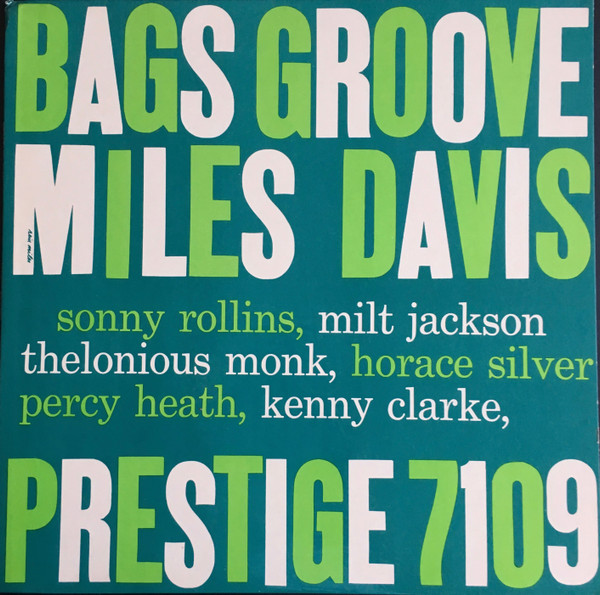 BAGS GROOVE
MILES DAVIS
sonny rollins, milt jackson
thelonious monk, horace silver
percy heath, kenny clarke,
PRESTIGE 7109